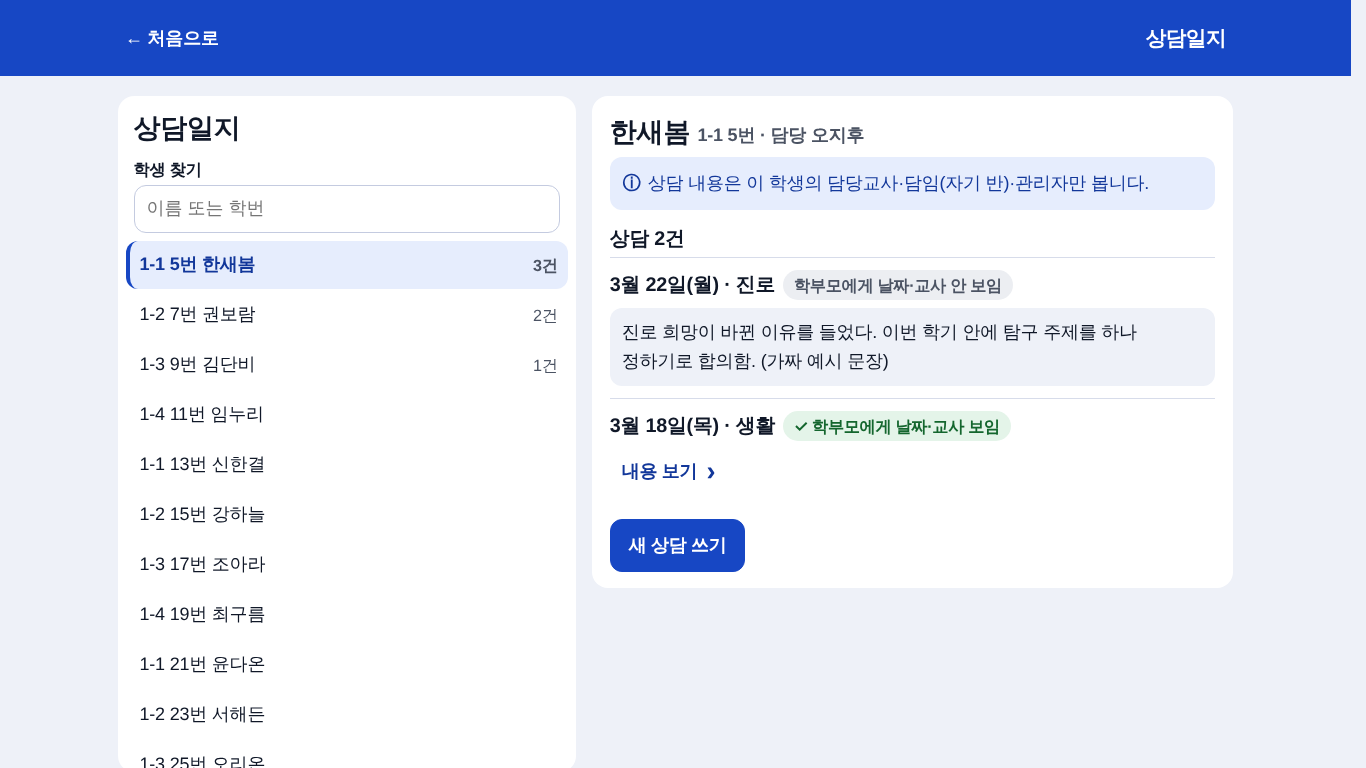 ← 처음으로
상담일지
상담일지
학생 찾기
이름 또는 학번
1-1 5번 한새봄 3건
1-2 7번 권보람 2건
1-3 9번 김단비 1건
1-4 11번 임누리
1-1 13번 신한결
1-2 15번 강하늘
1-3 17번 조아라
1-4 19번 최구름
1-1 21번 윤다온
1-2 23번 서해든
1-3 25번
한새봄 1-1 5번 · 담당 오지후
ⓘ 상담 내용은 이 학생의 담당교사·담임(자기 반)·관리자만 봅니다.
상담 2건
3월 22일(월) · 진로 학부모에게 날짜·교사 안 보임
진로 희망이 바뀐 이유를 들었다. 이번 학기 안에 탐구 주제를 하나
정하기로 합의함. (가짜 예시 문장)
3월 18일(목) · 생활 ✓ 학부모에게 날짜·교사 보임
내용 보기 ›
새 상담 쓰기